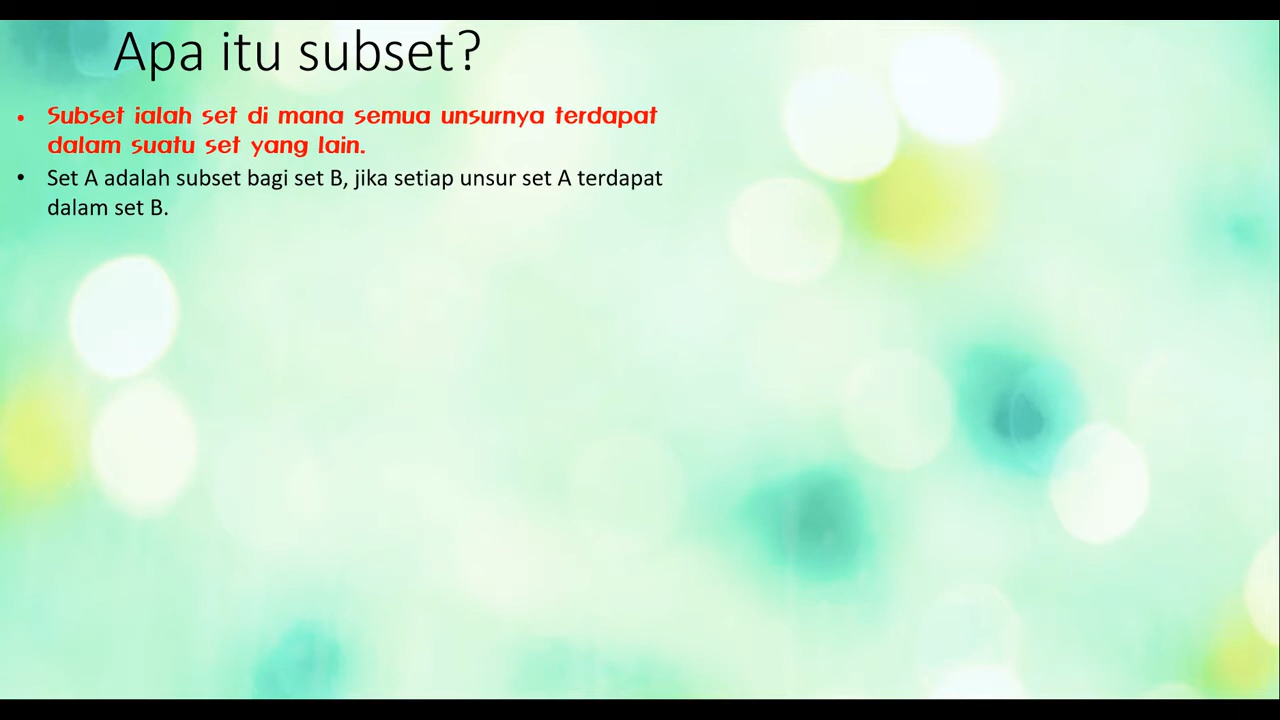 Apa itu subset?
• Subset ialah set di mana semua unsurnya terdapat
dalam suatu set yang lain.
• Set A adalah subset bagi set B, jika setiap unsur set A terdapat
dalam set B.